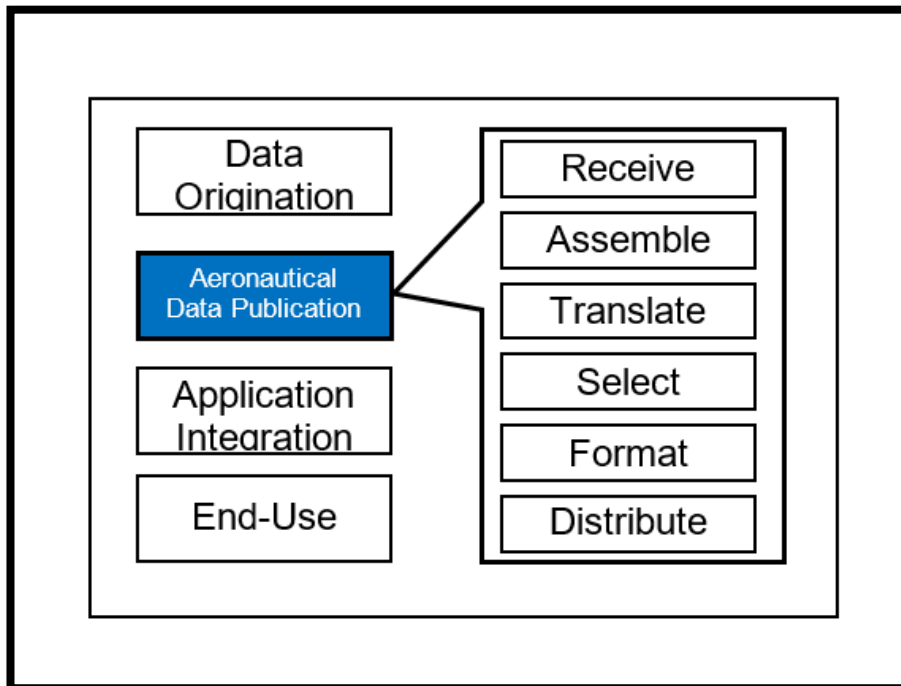 Data
Origination
Aeronautical
Data Publication
Application
Integration
End-Use
Receive
Assemble
Translate
Select
Format
Distribute